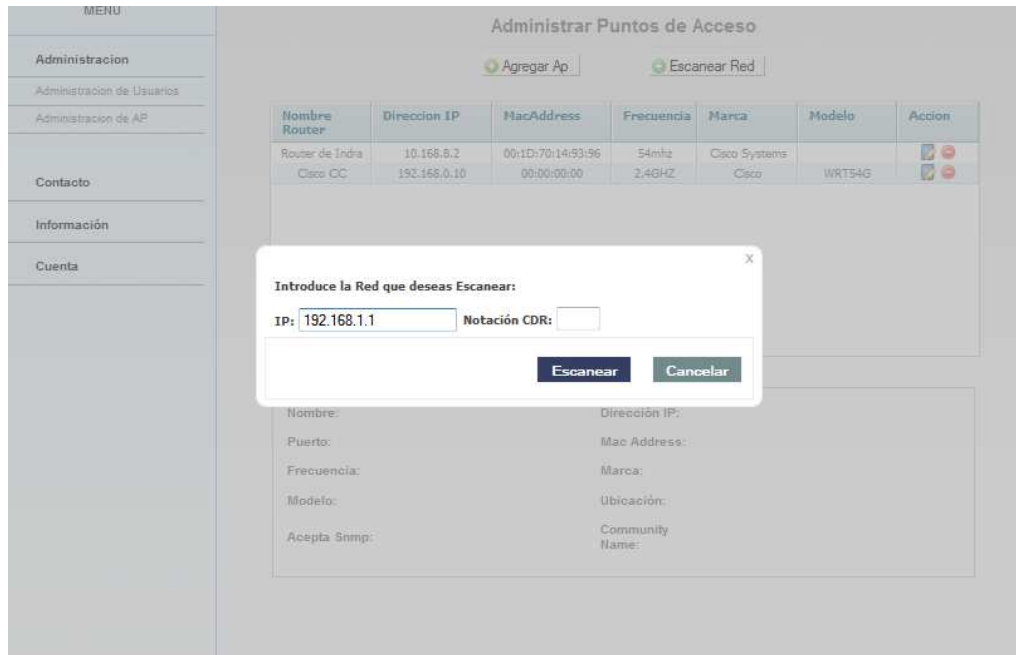 MENU
Administracion
Administracion de Usuarios
Administracion de AP
Contacto
Información
Cuenta
Administrar Puntos de Acceso
Agregar Ap Escanear Red
Nombre Router Direccion IP MacAddress Frecuencia Marca Modelo Accion
Router de Indra 10.168.8.2 00:1D:70:14:93:96 54mhz Cisco Systems
Cisco CC 192.168.0.10 00:00:00:00 2,4GHZ Cisco WRT54G
X
Introduce la Red que deseas Escanear:
IP: 192.168.1.1 Notación CDR:
Escanear Cancelar
Nombre: Dirección IP:
Puerto: Mac Address:
Frecuencia: Marca:
Modelo: Ubicación:
Acepta Snmp: Community Name: